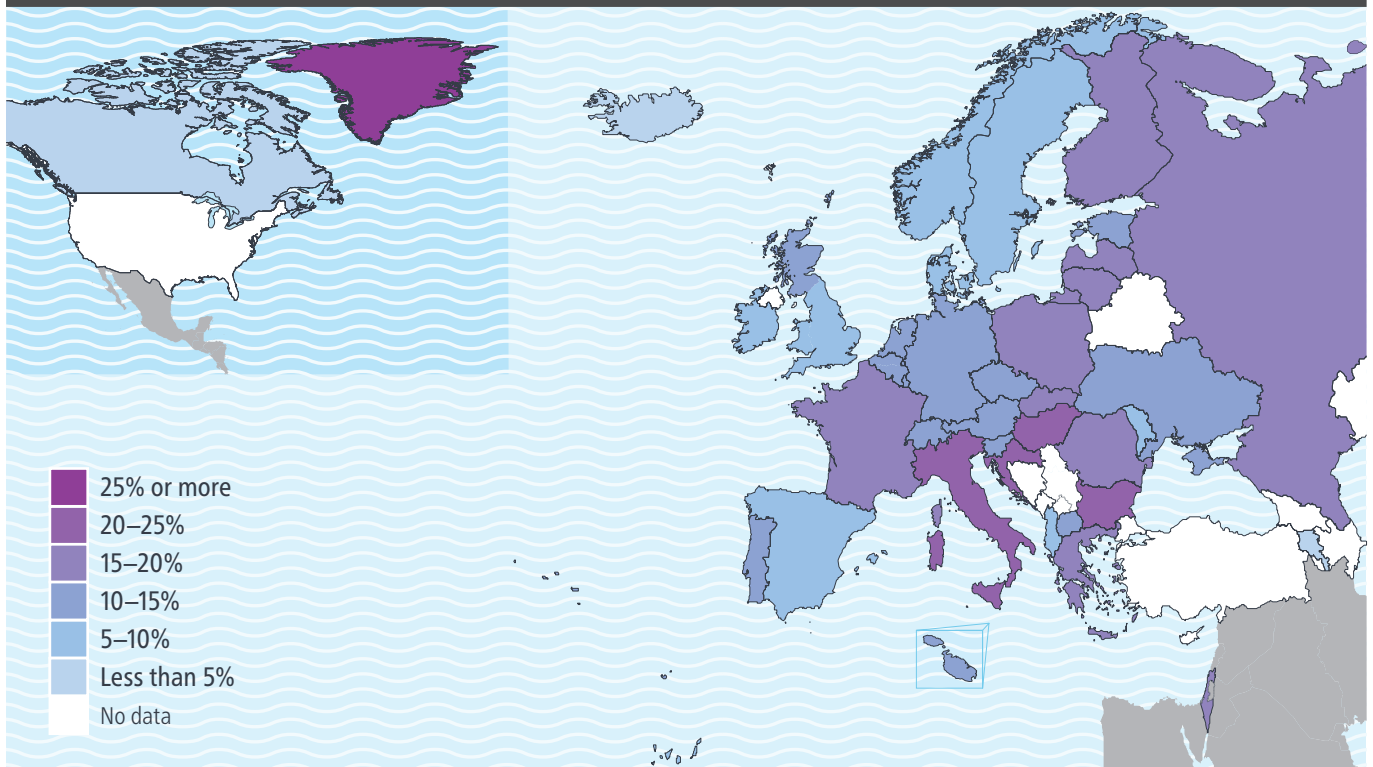 25% or more
20–25%
15–20%
10–15%
5–10%
Less than 5%
No data